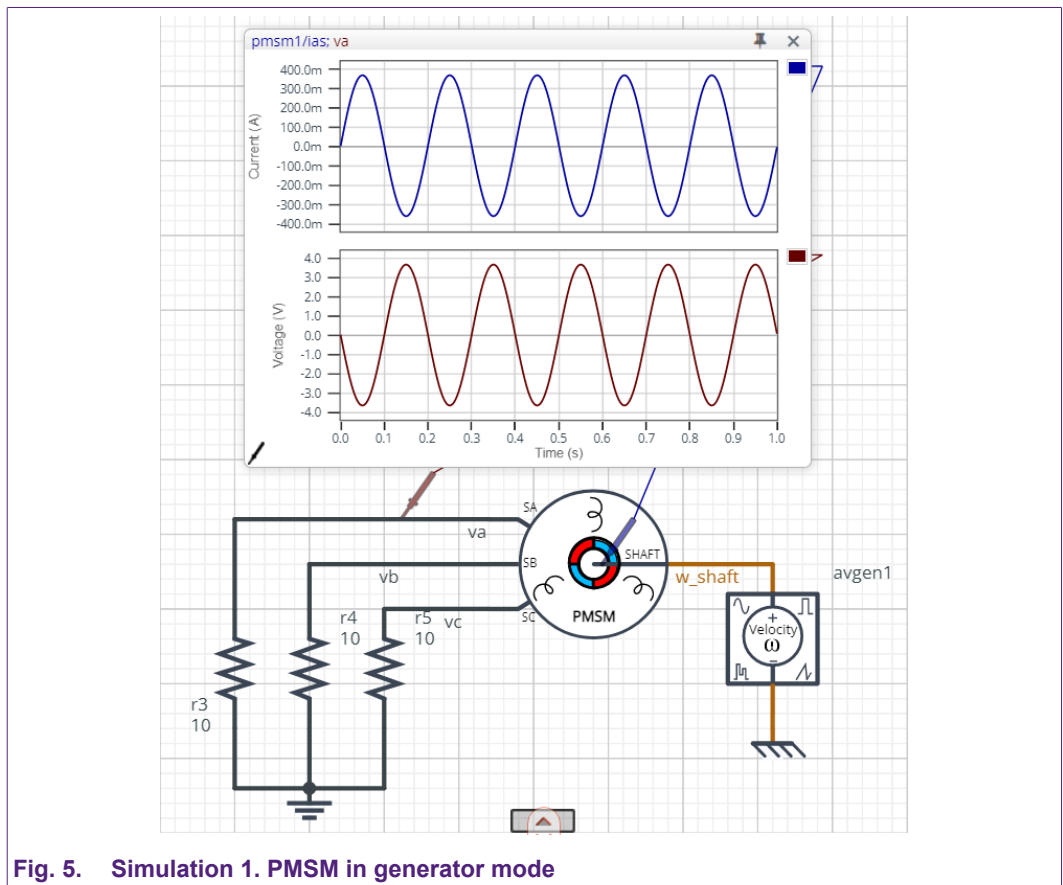 pmsm1/ias; va
400.0m
300.0m
200.0m
100.0m
0.0m
-100.0m
-200.0m
-300.0m
-400.0m
Current (A)
4.0
3.0
2.0
1.0
0.0
-1.0
-2.0
-3.0
-4.0
Voltage (V)
0.0 0.1 0.2 0.3 0.4 0.5 0.6 0.7 0.8 0.9 1.0
Time (s)
SA
va
SB
SHAFT
vb
w_shaft
avgen1
SC
PMSM
r4
10
r5
10
vc
Velocity
+
ω
−
r3
10
Fig. 5. Simulation 1. PMSM in generator mode